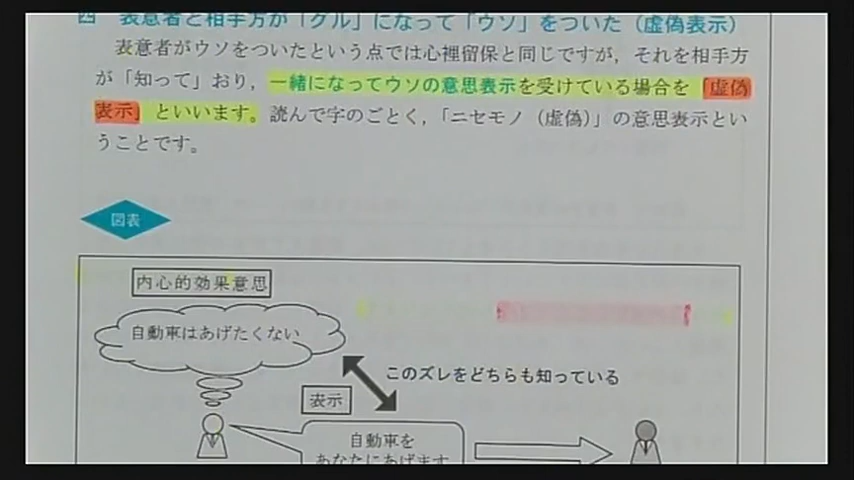 四 表意者と相手方が「グル」になって「ウソ」をついた（虚偽表示）
表意者がウソをついたという点では心裡留保と同じですが，それを相手方
が「知って」おり，一緒になってウソの意思表示を受けている場合を「虚偽
表示」といいます。読んで字のごとく，「ニセモノ（虚偽）」の意思表示とい
うことです。
図表
内心的効果意思
自動車はあげたくない
このズレをどちらも知っている
表示
自動車を
あなたにあげます